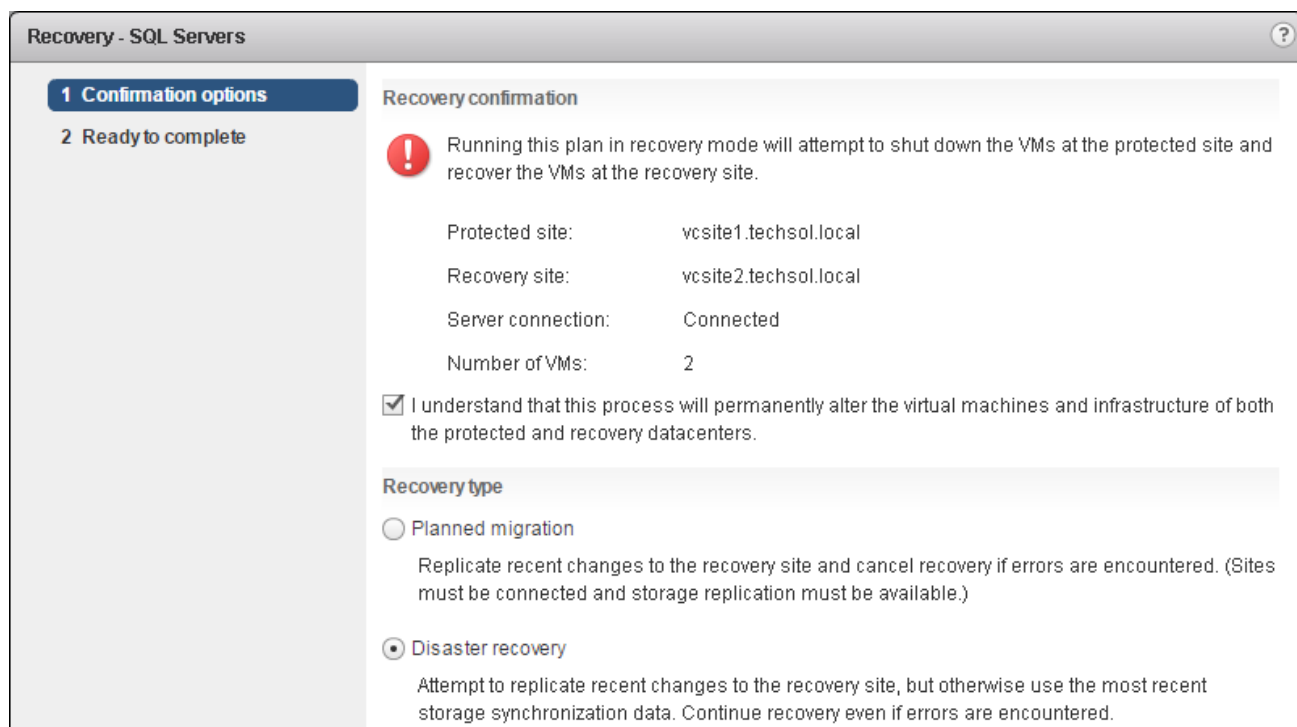 Recovery - SQL Servers
?
1 Confirmation options
2 Ready to complete
Recovery confirmation
Running this plan in recovery mode will attempt to shut down the VMs at the protected site and
recover the VMs at the recovery site.
Protected site: vcsite1.techsol.local
Recovery site: vcsite2.techsol.local
Server connection: Connected
Number of VMs: 2
I understand that this process will permanently alter the virtual machines and infrastructure of both
the protected and recovery datacenters.
Recovery type
Planned migration
Replicate recent changes to the recovery site and cancel recovery if errors are encountered. (Sites
must be connected and storage replication must be available.)
Disaster recovery
Attempt to replicate recent changes to the recovery site, but otherwise use the most recent
storage synchronization data. Continue recovery even if errors are encountered.